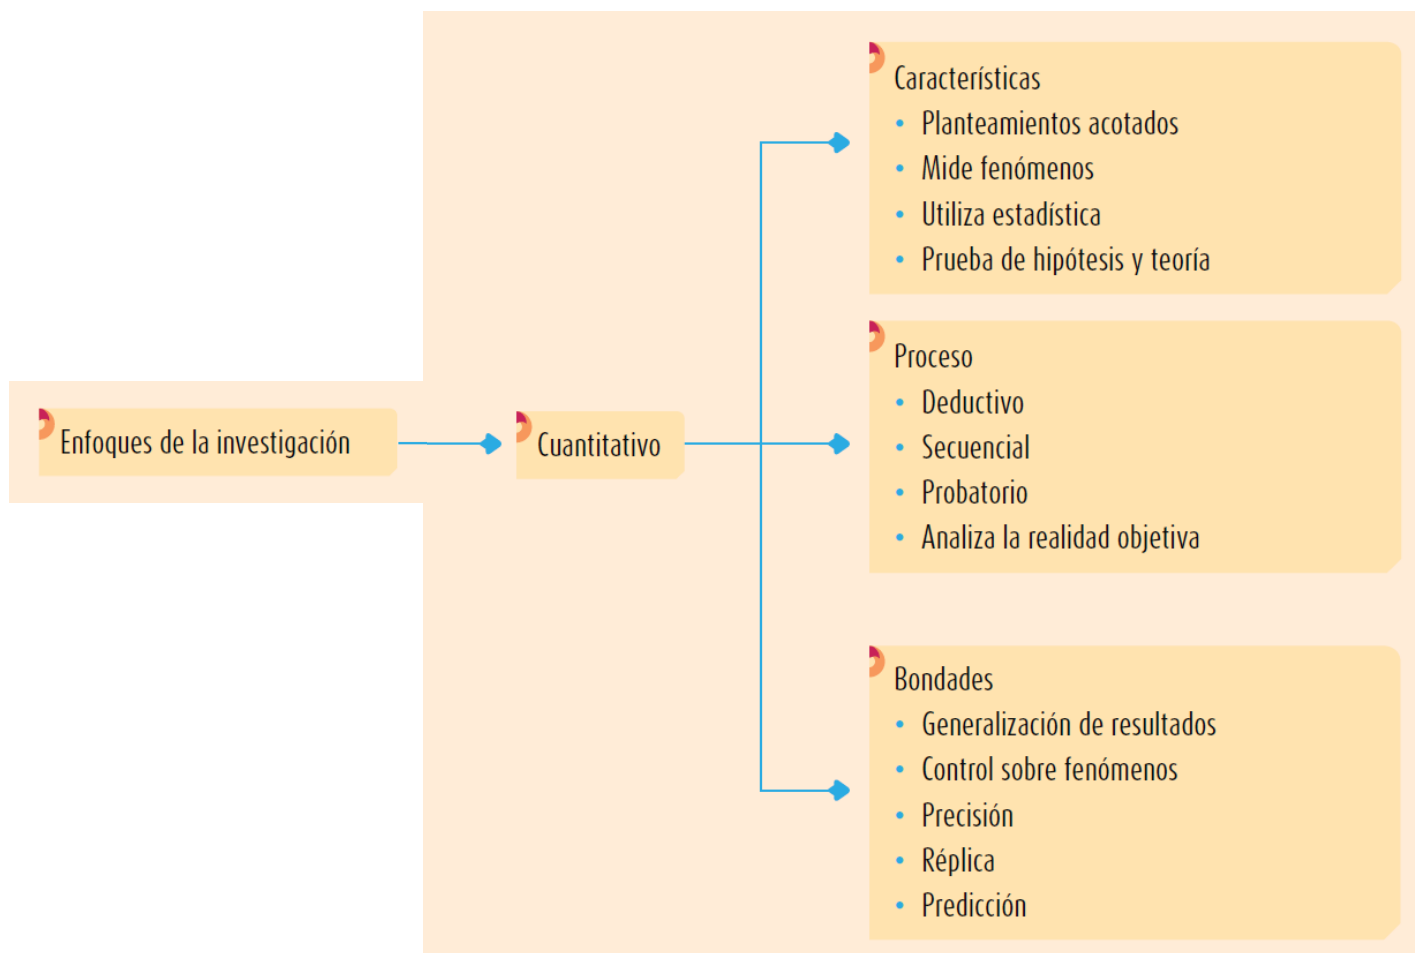 Enfoques de la investigación
Cuantitativo
Características
• Planteamientos acotados
• Mide fenómenos
• Utiliza estadística
• Prueba de hipótesis y teoría
Proceso
• Deductivo
• Secuencial
• Probatorio
• Analiza la realidad objetiva
Bondades
• Generalización de resultados
• Control sobre fenómenos
• Precisión
• Réplica
• Predicción